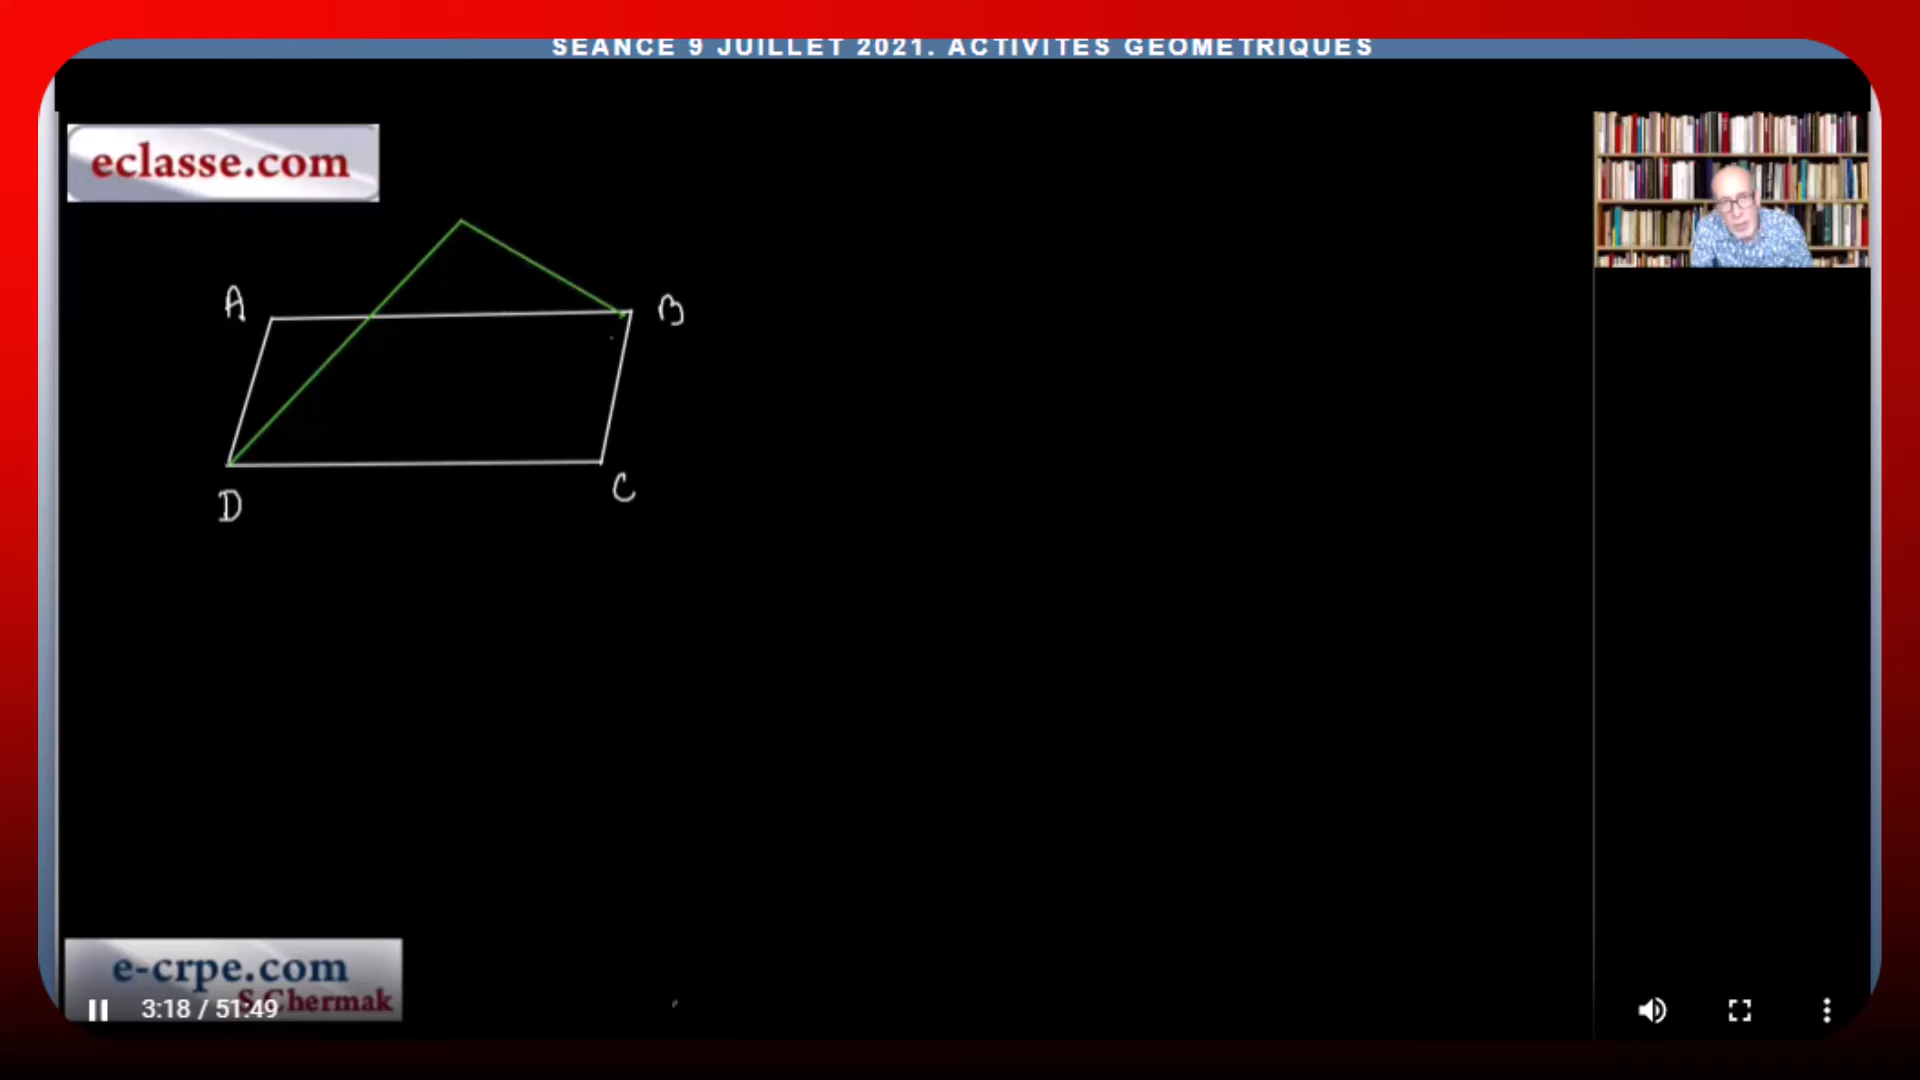 SEANCE 9 JUILLET 2021. ACTIVITES GEOMETRIQUES
eclasse.com
A
B
D
C
e-crpe.com
S.Chermak
3:18 / 51:49